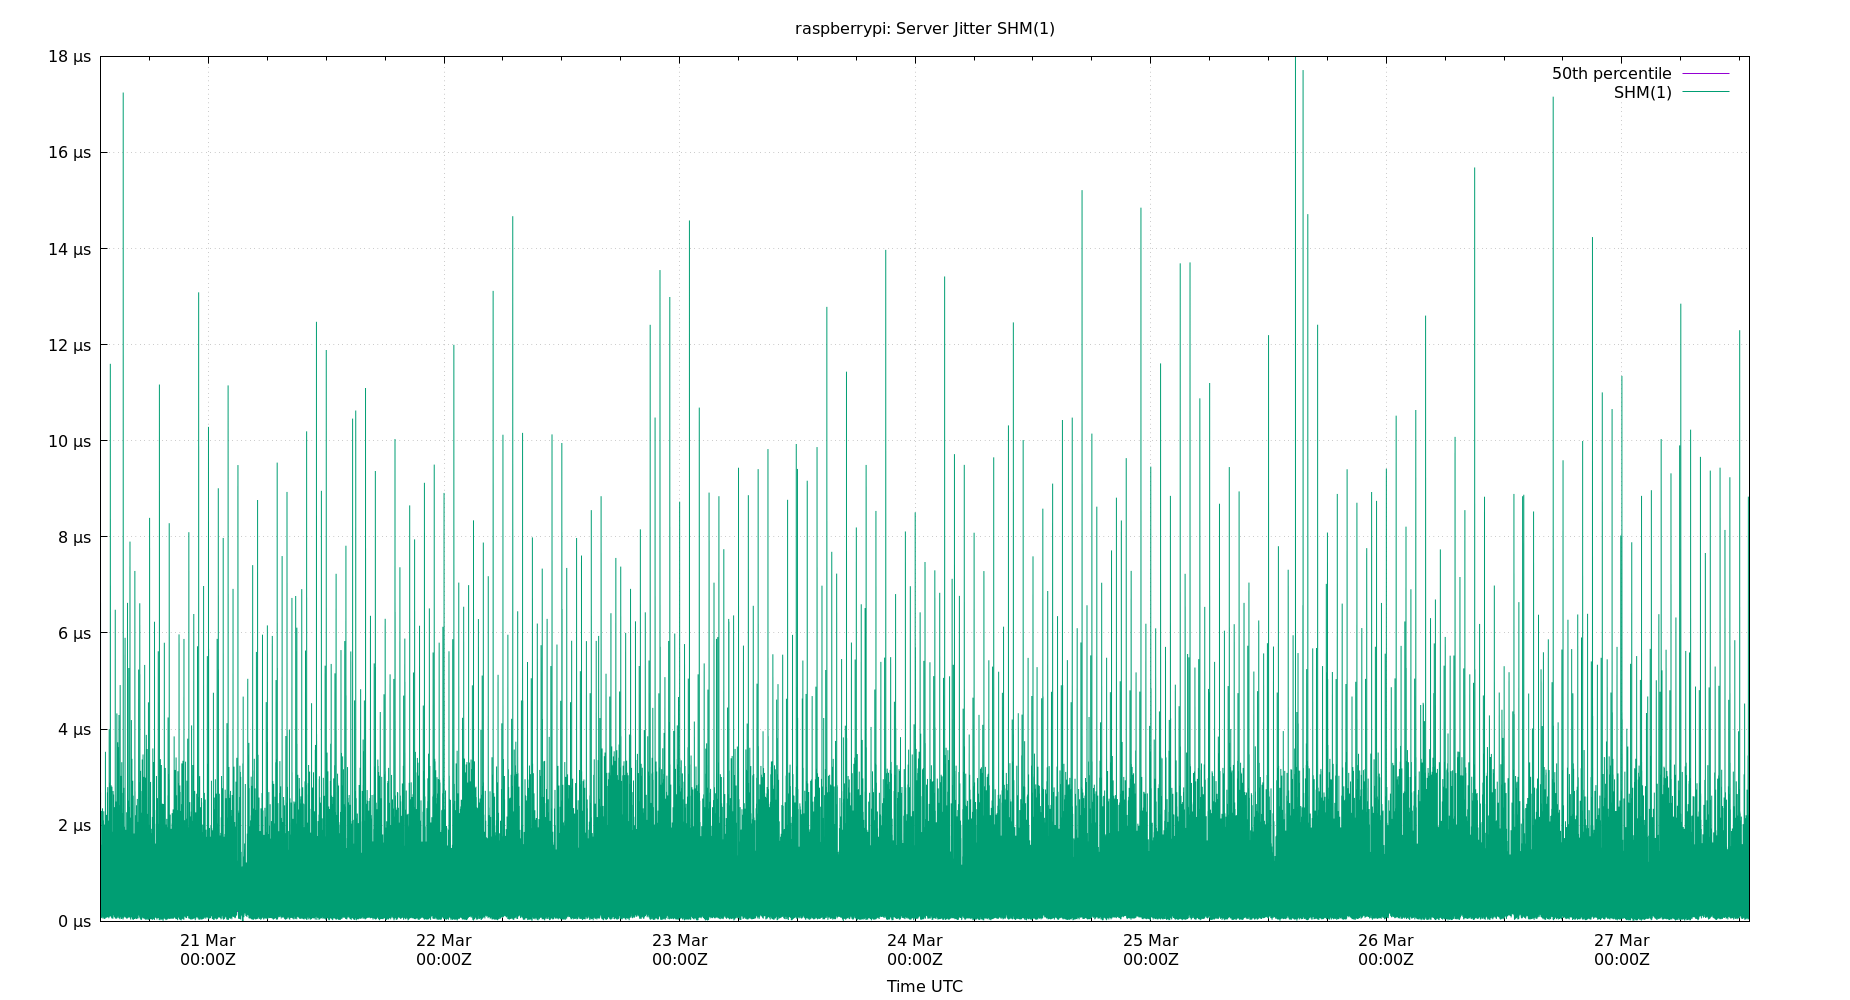 raspberrypi: Server Jitter SHM(1)
18 μs
50th percentile
SHM(1)
16 μs
14 μs
12 μs
10 μs
8 μs
6 μs
4 μs
2 μs
0 μs
21 Mar 22 Mar 23 Mar 24 Mar 25 Mar 26 Mar 27 Mar
00:00Z 00:00Z 00:00Z 00:00Z 00:00Z 00:00Z 00:00Z
Time UTC